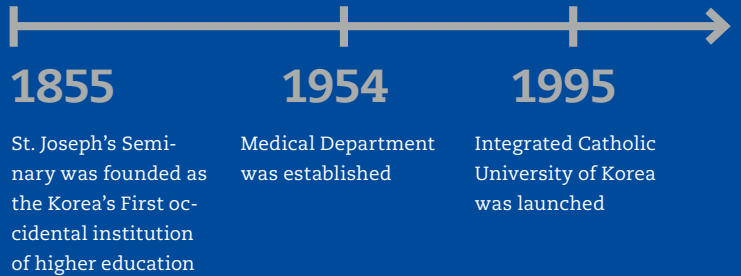 1855
St. Joseph's Semi-
nary was founded as
the Korea's First oc-
cidental institution
of higher education
1954
Medical Department
was established
1995
Integrated Catholic
University of Korea
was launched